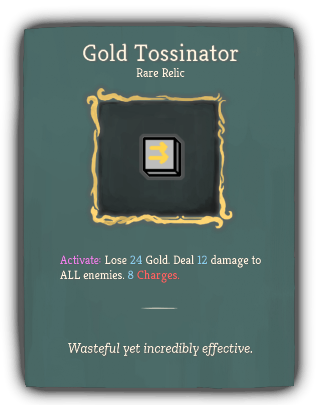 Gold Tossinator
Rare Relic
Activate: Lose 24 Gold. Deal 12 damage to
ALL enemies. 8 Charges.
Wasteful yet incredibly effective.